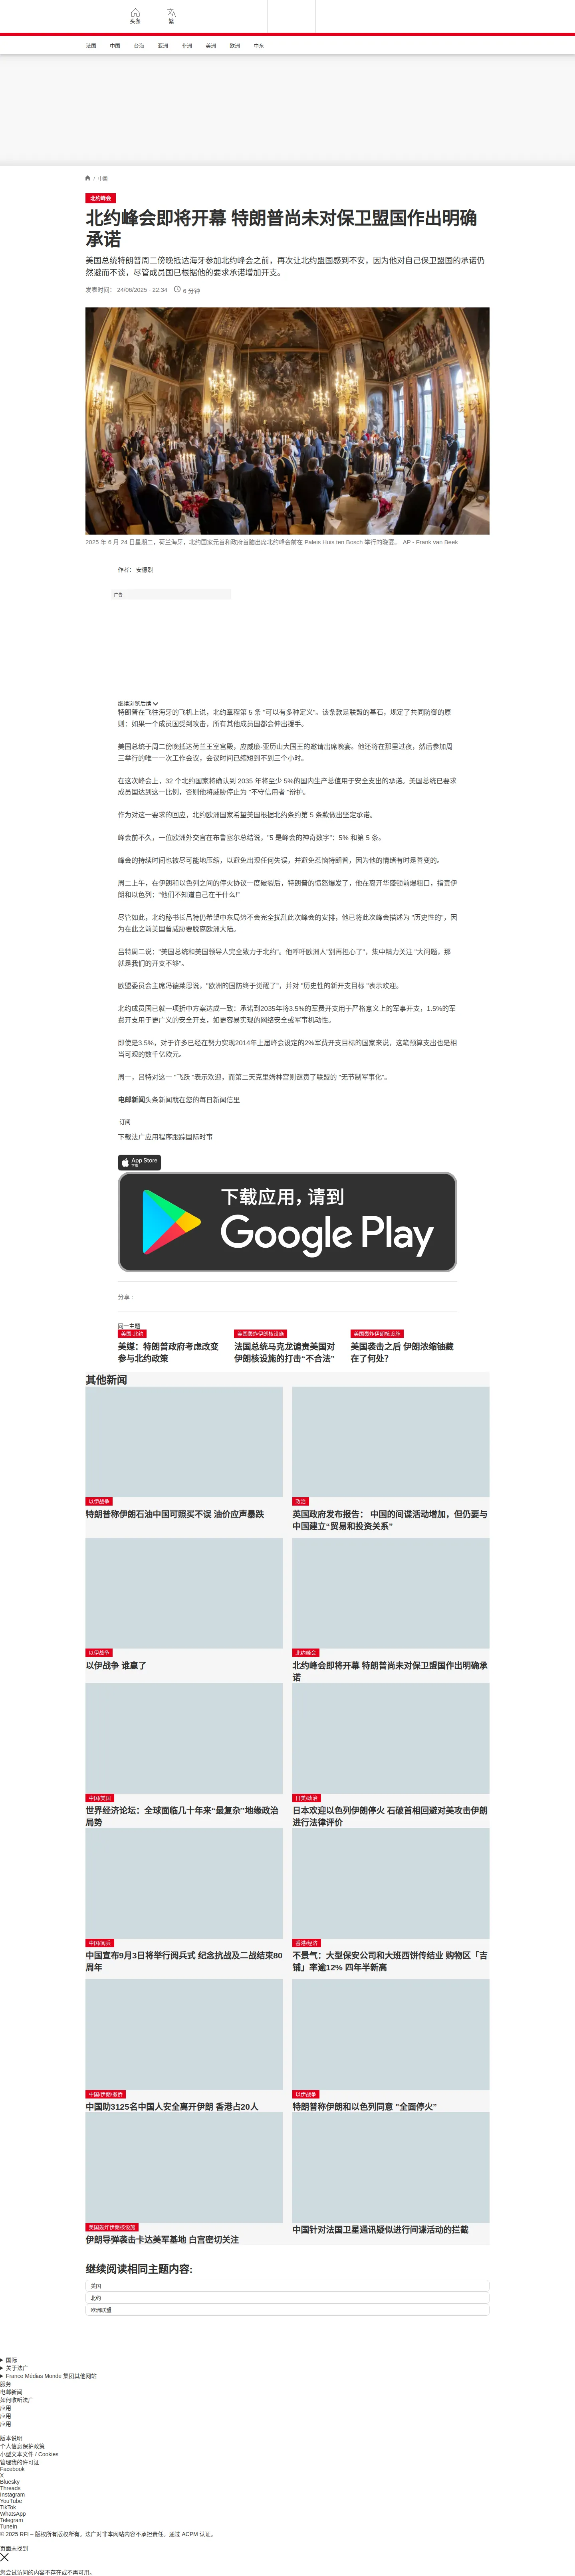 头条
繁
法国
中国
台海
亚洲
非洲
美洲
欧洲
中东
/ 中国
北约峰会
北约峰会即将开幕 特朗普尚未对保卫盟国作出明确
承诺
美国总统特朗普周二傍晚抵达海牙参加北约峰会之前，再次让北约盟国感到不安，因为他对自己保卫盟国的承诺仍
然避而不谈，尽管成员国已根据他的要求承诺增加开支。
发表时间： 24/06/2025 - 22:34
6 分钟
2025 年 6 月 24 日星期二，荷兰海牙，北约国家元首和政府首脑出席北约峰会前在 Paleis Huis ten Bosch 举行的晚宴。 AP - Frank van Beek
作者： 安德烈
广告
继续浏览后续
特朗普在飞往海牙的飞机上说，北约章程第 5 条 "可以有多种定义"。该条款是联盟的基石，规定了共同防御的原
则：如果一个成员国受到攻击，所有其他成员国都会伸出援手。
美国总统于周二傍晚抵达荷兰王室宫殿，应威廉-亚历山大国王的邀请出席晚宴。他还将在那里过夜，然后参加周
三举行的唯一一次工作会议，会议时间已缩短到不到三个小时。
在这次峰会上，32 个北约国家将确认到 2035 年将至少 5%的国内生产总值用于安全支出的承诺。美国总统已要求
成员国达到这一比例，否则他将威胁停止为 "不守信用者 "辩护。
作为对这一要求的回应，北约欧洲国家希望美国根据北约条约第 5 条款做出坚定承诺。
峰会前不久，一位欧洲外交官在布鲁塞尔总结说，"5 是峰会的神奇数字"：5% 和第 5 条。
峰会的持续时间也被尽可能地压缩，以避免出现任何失误，并避免惹恼特朗普，因为他的情绪有时是善变的。
周二上午，在伊朗和以色列之间的停火协议一度破裂后，特朗普的愤怒爆发了，他在离开华盛顿前爆粗口，指责伊
朗和以色列："他们不知道自己在干什么!"
尽管如此，北约秘书长吕特仍希望中东局势不会完全扰乱此次峰会的安排，他已将此次峰会描述为 "历史性的"，因
为在此之前美国曾威胁要脱离欧洲大陆。
吕特周二说："美国总统和美国领导人完全致力于北约"。他呼吁欧洲人"别再担心了"，集中精力关注 "大问题，那
就是我们的开支不够"。
欧盟委员会主席冯德莱恩说，"欧洲的国防终于觉醒了"，并对 "历史性的新开支目标 "表示欢迎。
北约成员国已就一项折中方案达成一致：承诺到2035年将3.5%的军费开支用于严格意义上的军事开支，1.5%的军
费开支用于更广义的安全开支，如更容易实现的网络安全或军事机动性。
即使是3.5%，对于许多已经在努力实现2014年上届峰会设定的2%军费开支目标的国家来说，这笔预算支出也是相
当可观的数千亿欧元。
周一，吕特对这一 "飞跃 "表示欢迎，而第二天克里姆林宫则谴责了联盟的 "无节制军事化"。
电邮新闻头条新闻就在您的每日新闻信里
订阅
下载法广应用程序跟踪国际时事
App Store
下载
下载应用，请到
Google Play
分享 :
同一主题
美国-北约
美媒：特朗普政府考虑改变
参与北约政策
美国轰炸伊朗核设施
法国总统马克龙谴责美国对
伊朗核设施的打击“不合法”
美国轰炸伊朗核设施
美国袭击之后 伊朗浓缩铀藏
在了何处?
其他新闻
以伊战争
特朗普称伊朗石油中国可照买不误 油价应声暴跌
政治
英国政府发布报告： 中国的间谍活动增加，但仍要与
中国建立"贸易和投资关系"
以伊战争
以伊战争 谁赢了
北约峰会
北约峰会即将开幕 特朗普尚未对保卫盟国作出明确承
诺
中国/美国
世界经济论坛：全球面临几十年来“最复杂”地缘政治
局势
日美/政治
日本欢迎以色列伊朗停火 石破首相回避对美攻击伊朗
进行法律评价
中国/阅兵
中国宣布9月3日将举行阅兵式 纪念抗战及二战结束80
周年
香港/经济
不景气：大型保安公司和大班西饼传结业 购物区「吉
铺」率逾12% 四年半新高
中国/伊朗/撤侨
中国助3125名中国人安全离开伊朗 香港占20人
以伊战争
特朗普称伊朗和以色列同意 "全面停火"
美国轰炸伊朗核设施
伊朗导弹袭击卡达美军基地 白宫密切关注
中国针对法国卫星通讯疑似进行间谍活动的拦截
继续阅读相同主题内容:
美国
北约
欧洲联盟
国际
关于法广
France Médias Monde 集团其他网站
服务
电邮新闻
如何收听法广
应用
应用
应用
版本说明
个人信息保护政策
小型文本文件 / Cookies
管理我的许可证
Facebook
X
Bluesky
Threads
Instagram
YouTube
TikTok
WhatsApp
Telegram
TuneIn
© 2025 RFI – 版权所有版权所有。法广对非本网站内容不承担责任。通过 ACPM 认证。
页面未找到
您尝试访问的内容不存在或不再可用。